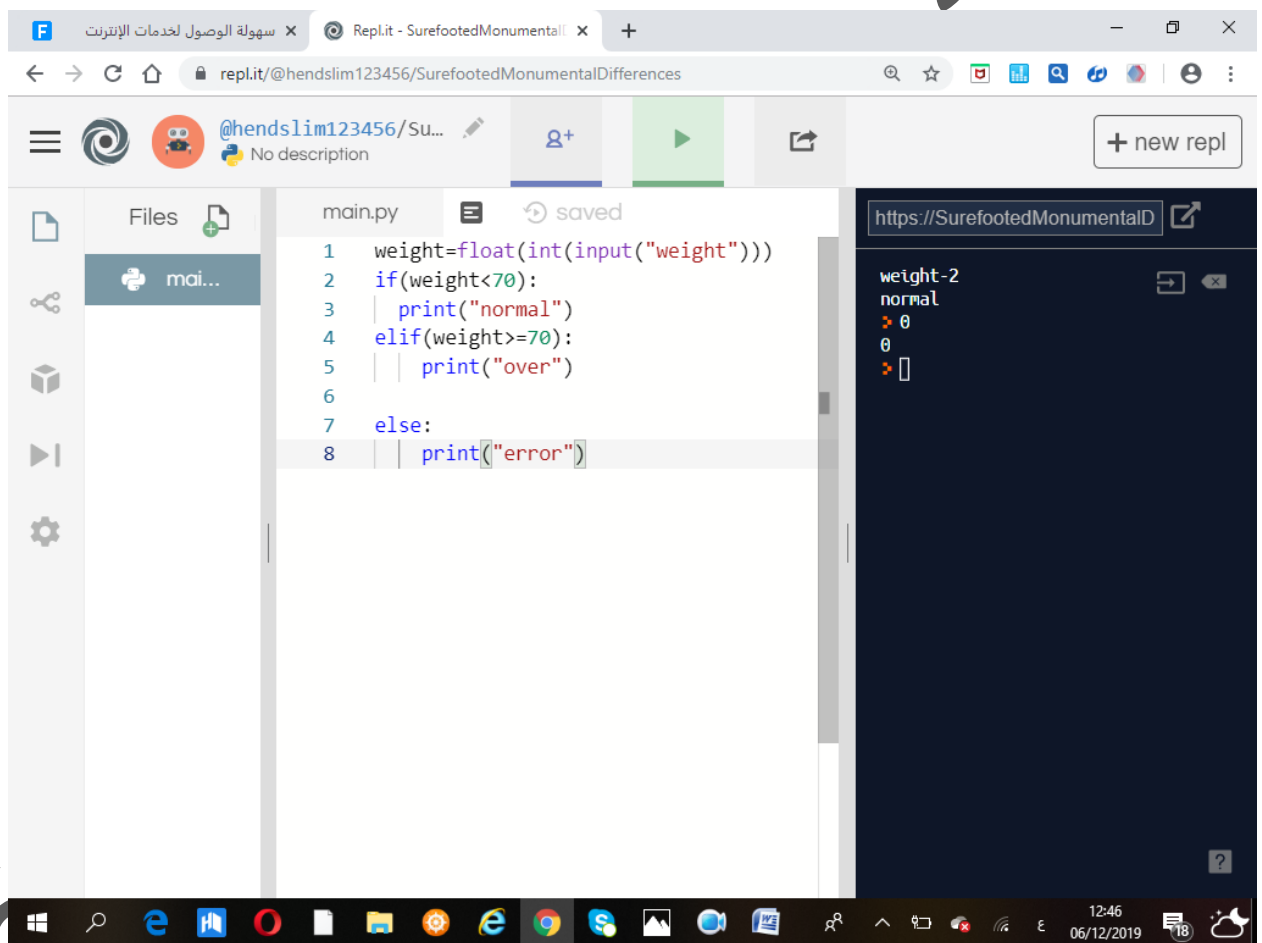 سهولة الوصول لخدمات الإنترنت
Repl.it - SurefootedMonumentalD
repl.it/@hendslim123456/SurefootedMonumentalDifferences
@hendslim123456/Su...
No description
+ new repl
Files
main.py
saved
https://SurefootedMonumentalD
mai...
1 weight=float(int(input("weight")))
2 if(weight<70):
3 print("normal")
4 elif(weight>=70):
5 print("over")
6
7 else:
8 print("error")
weight-2
normal
> 0
0
>
?
12:46
ع
06/12/2019
18